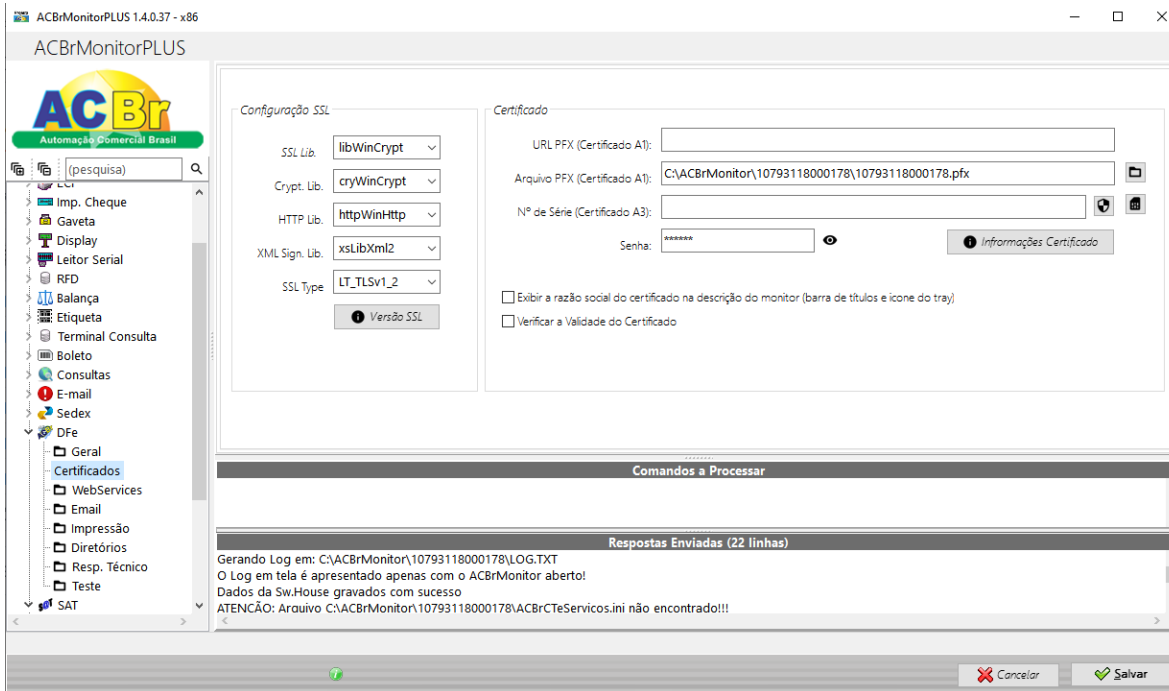 ACBrMonitorPLUS 1.4.0.37 - x86
ACBrMonitorPLUS
ACBr
Automação Comercial Brasil
(pesquisa)
ECF
Imp. Cheque
Gaveta
Display
Leitor Serial
RFD
Balança
Etiqueta
Terminal Consulta
Boleto
Consultas
E-mail
Sedex
DFe
Geral
Certificados
WebServices
Email
Impressão
Diretórios
Resp. Técnico
Teste
SAT
Configuração SSL
SSL Lib. libWinCrypt
Crypt. Lib. cryWinCrypt
HTTP Lib. httpWinHttp
XML Sign. Lib. xsLibXml2
SSL Type LT_TLSv1_2
Versão SSL
Certificado
URL PFX (Certificado A1):
Arquivo PFX (Certificado A1): C:\ACBrMonitor\10793118000178\10793118000178.pfx
Nº de Série (Certificado A3):
Senha: ******
Infrormações Certificado
Exibir a razão social do certificado na descrição do monitor (barra de títulos e icone do tray)
Verificar a Validade do Certificado
Comandos a Processar
Respostas Enviadas (22 linhas)
Gerando Log em: C:\ACBrMonitor\10793118000178\LOG.TXT
O Log em tela é apresentado apenas com o ACBrMonitor aberto!
Dados da Sw.House gravados com sucesso
ATENCÃO: Arquivo C:\ACBrMonitor\10793118000178\ACBrCTeServicos.ini não encontrado!!!
Cancelar
Salvar